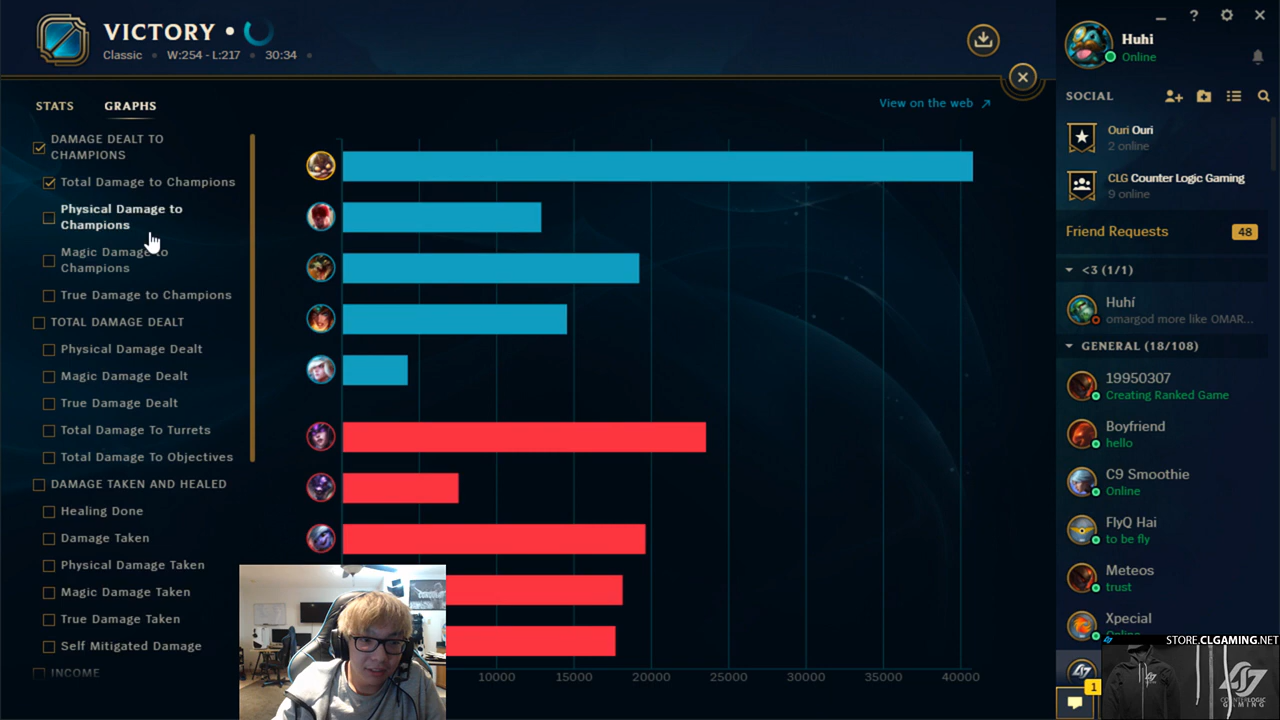 VICTORY •
Classic • W:254 - L:217 • 30:34 •
STATS GRAPHS
View on the web
DAMAGE DEALT TO
CHAMPIONS
Total Damage to Champions
Physical Damage to
Champions
Magic Damage to
Champions
True Damage to Champions
TOTAL DAMAGE DEALT
Physical Damage Dealt
Magic Damage Dealt
True Damage Dealt
Total Damage To Turrets
Total Damage To Objectives
DAMAGE TAKEN AND HEALED
Healing Done
Damage Taken
Physical Damage Taken
Magic Damage Taken
True Damage Taken
Self Mitigated Damage
INCOME
10000 15000 20000 25000 30000 35000 40000
?
Huhi
Online
SOCIAL
Ouri Ouri
2 online
CLG Counter Logic Gaming
9 online
Friend Requests 48
<3 (1/1)
Huhí
omargod more like OMAR...
GENERAL (18/108)
19950307
Creating Ranked Game
Boyfriend
hello
C9 Smoothie
Online
FlyQ Hai
to be fly
Meteos
trust
Xpecial
Online
STORE.CLGAMING.NET
1
COUNTER LOGIC
GAMING